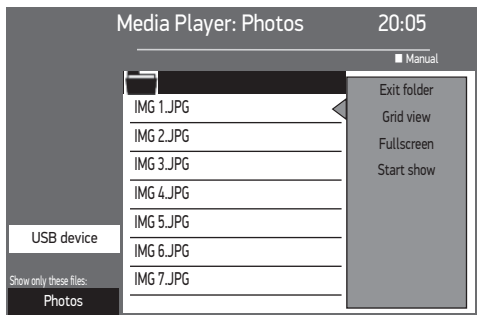 Media Player: Photos 20:05
Manual
IMG 1.JPG
IMG 2.JPG
IMG 3.JPG
IMG 4.JPG
IMG 5.JPG
IMG 6.JPG
IMG 7.JPG
Exit folder
Grid view
Fullscreen
Start show
USB device
Show only these files:
Photos